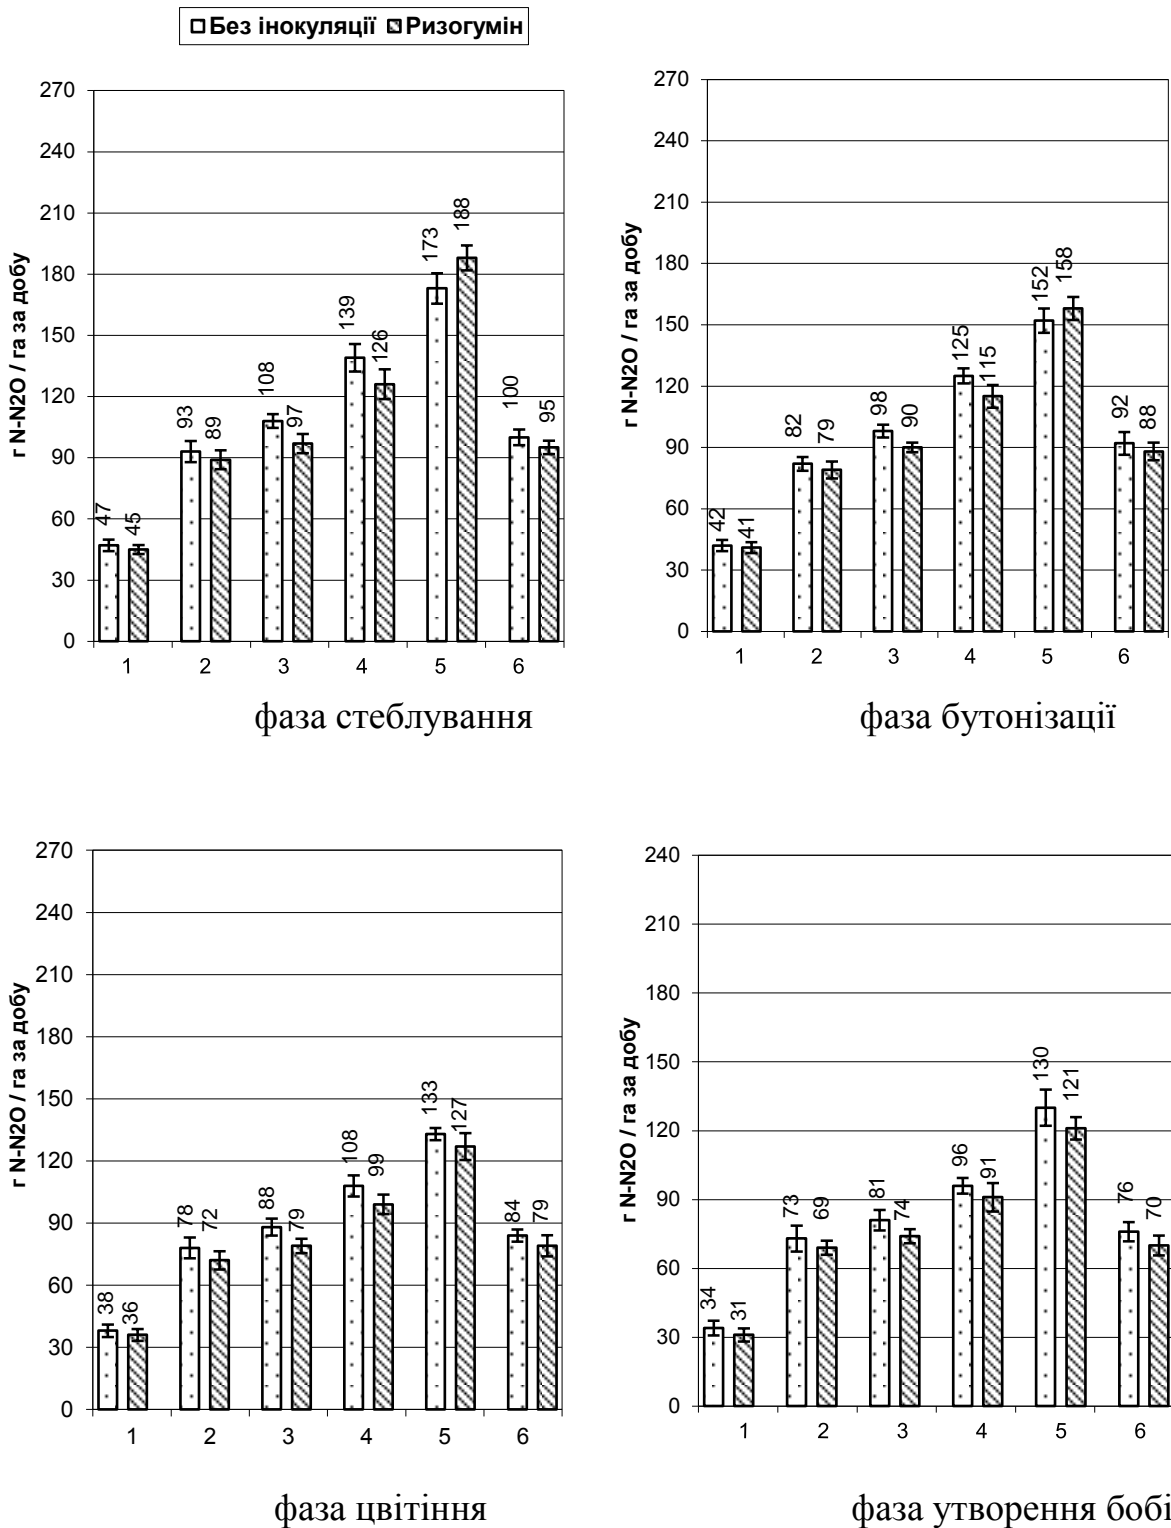 Без інокуляції Ризогумін
г N-N2O / га за добу
270
240
210
180
150
120
90
60
30
0
47 45 93 89 108 97 139 126 173 188 100 95
1 2 3 4 5 6
фаза стеблування
г N-N2O / га за добу
270
240
210
180
150
120
90
60
30
0
42 41 82 79 98 90 125 115 152 158 92 88
1 2 3 4 5 6
фаза бутонізації
г N-N2O / га за добу
270
240
210
180
150
120
90
60
30
0
38 36 78 72 88 79 108 99 133 127 84 79
1 2 3 4 5 6
фаза цвітіння
г N-N2O / га за добу
240
210
180
150
120
90
60
30
0
34 31 73 69 81 74 96 91 130 121 76 70
1 2 3 4 5 6
фаза утворення бобі